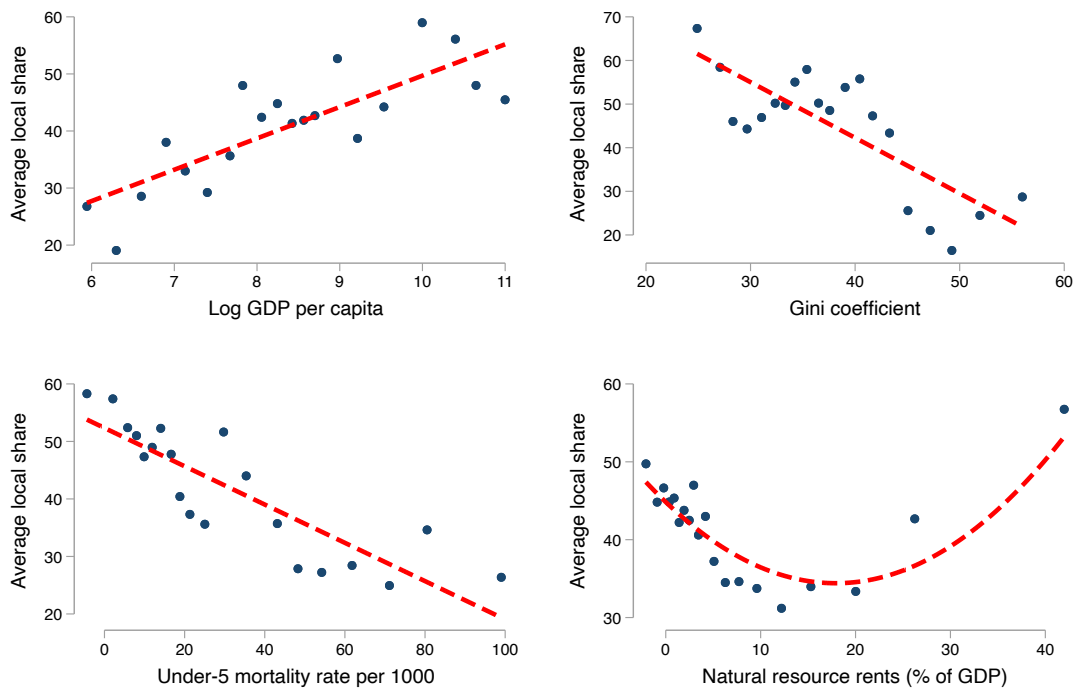 60
50
40
30
20
Average local share
6 7 8 9 10 11
Log GDP per capita
70
60
50
40
30
20
Average local share
20 30 40 50 60
Gini coefficient
60
50
40
30
20
Average local share
0 20 40 60 80 100
Under-5 mortality rate per 1000
60
50
40
30
Average local share
0 10 20 30 40
Natural resource rents (% of GDP)